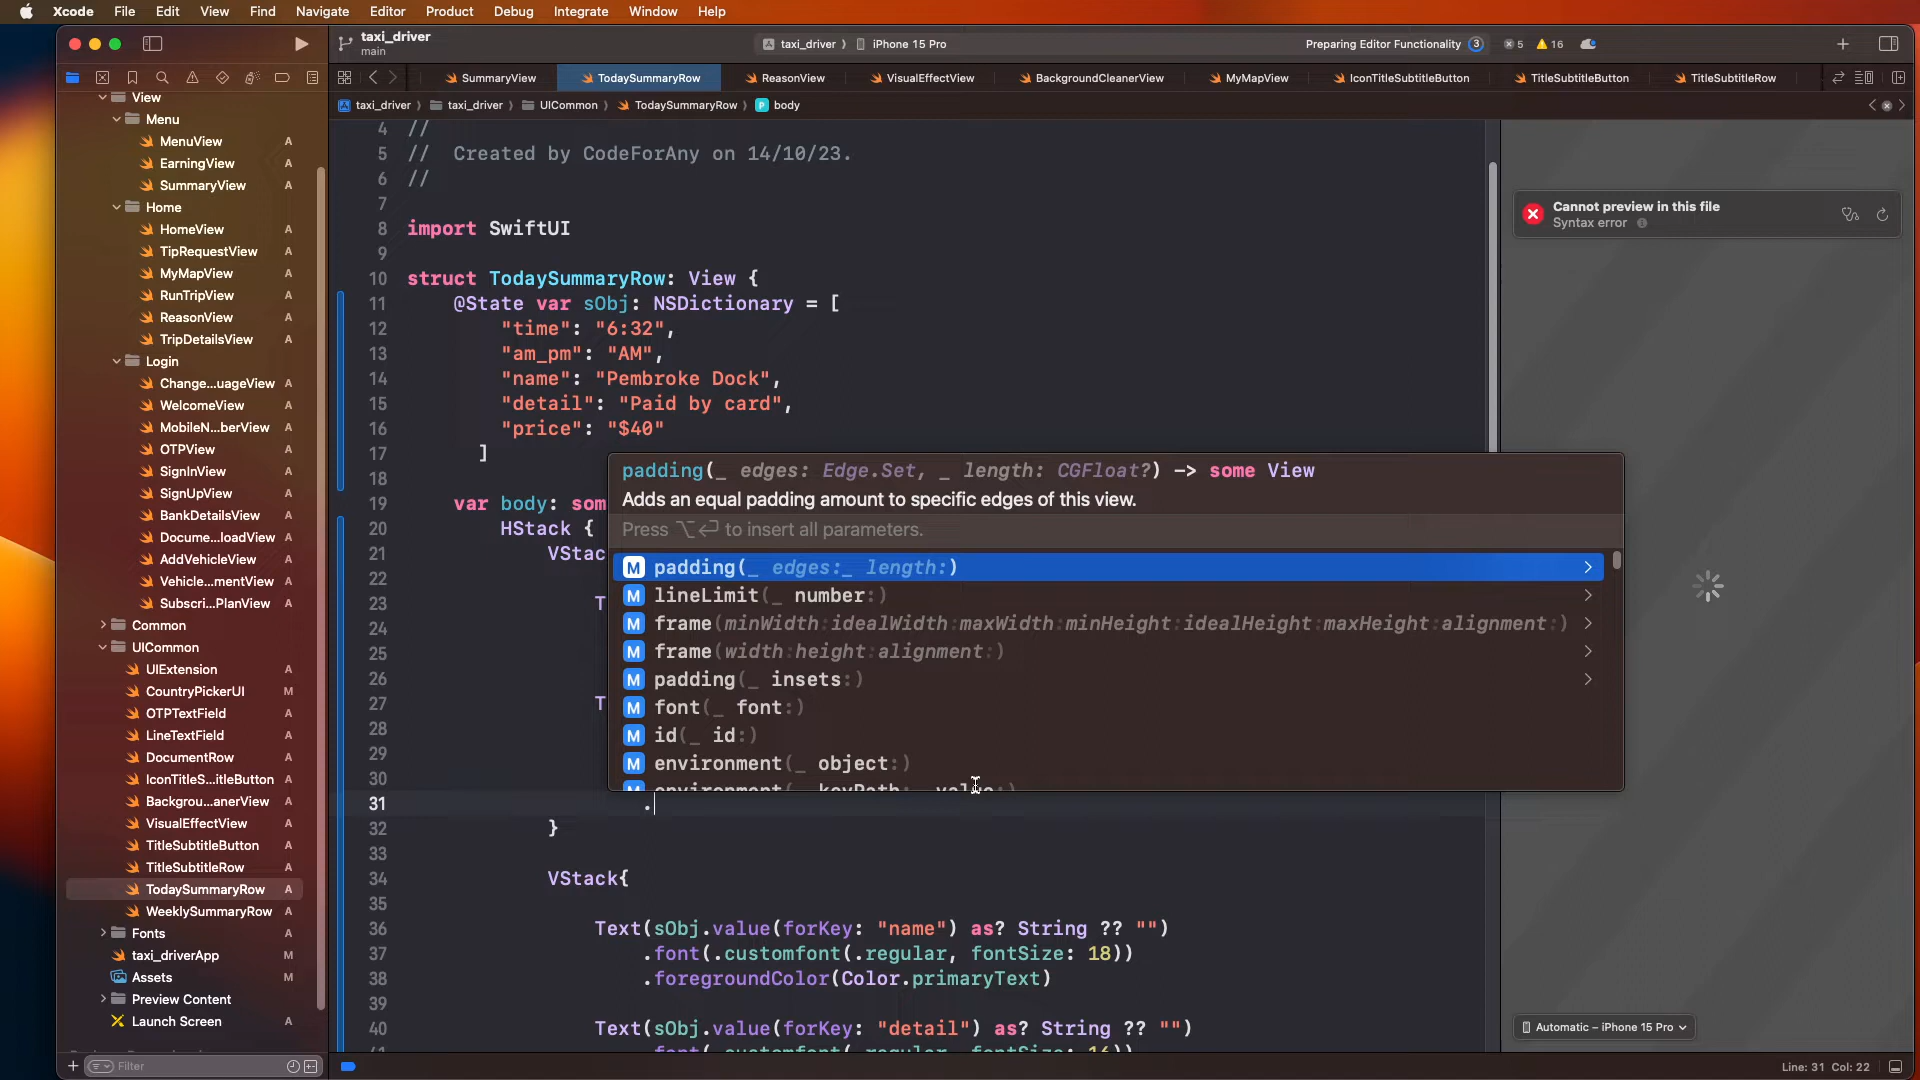 Xcode File Edit View Find Navigate Editor Product Debug Integrate Window Help
taxi_driver
main
taxi_driver 〉 iPhone 15 Pro
Preparing Editor Functionality 3 5 16
SummaryView TodaySummaryRow ReasonView VisualEffectView BackgroundCleanerView MyMapView IconTitleSubtitleButton TitleSubtitleButton TitleSubtitleRow
taxi_driver 〉 taxi_driver 〉 UICommon 〉 TodaySummaryRow 〉 P body
View
Menu
MenuView A
EarningView A
SummaryView A
Home
HomeView A
TipRequestView A
MyMapView A
RunTripView A
ReasonView A
TripDetailsView A
Login
Change...uageView A
WelcomeView A
MobileN...berView A
OTPView A
SignInView A
SignUpView A
BankDetailsView A
Docume...loadView A
AddVehicleView A
Vehicle...mentView A
Subscri...PlanView A
Common
UICommon
UIExtension A
CountryPickerUI M
OTPTextField A
LineTextField A
DocumentRow A
IconTitleS...itleButton A
Backgrou...anerView A
VisualEffectView A
TitleSubtitleButton A
TitleSubtitleRow A
TodaySummaryRow A
WeeklySummaryRow A
Fonts
taxi_driverApp M
Assets M
Preview Content
Launch Screen A
Filter
4 //
5 // Created by CodeForAny on 14/10/23.
6 //
7
8 import SwiftUI
9
10 struct TodaySummaryRow: View {
11 @State var sObj: NSDictionary = [
12 "time": "6:32",
13 "am_pm": "AM",
14 "name": "Pembroke Dock",
15 "detail": "Paid by card",
16 "price": "$40"
17 ]
18
19 var body: som
20 HStack {
21 VStac
22
23 T
24
25
26
27 T
28
29
30
31 .
32 }
33
34 VStack{
35
36 Text(sObj.value(forKey: "name") as? String ?? "")
37 .font(.customfont(.regular, fontSize: 18))
38 .foregroundColor(Color.primaryText)
39
40 Text(sObj.value(forKey: "detail") as? String ?? "")
41 .font(.customfont(.regular, fontSize: 16))
padding(_ edges: Edge.Set, _ length: CGFloat?) -> some View
Adds an equal padding amount to specific edges of this view.
Press ⌥⏎ to insert all parameters.
M padding(_ edges:_ length:)
M lineLimit(_ number:)
M frame(minWidth:idealWidth:maxWidth:minHeight:idealHeight:maxHeight:alignment:)
M frame(width:height:alignment:)
M padding(_ insets:)
M font(_ font:)
M id(_ id:)
M environment(_ object:)
M environment(_ keyPath:_ value:)
Cannot preview in this file
Syntax error
Automatic – iPhone 15 Pro
Line: 31 Col: 22